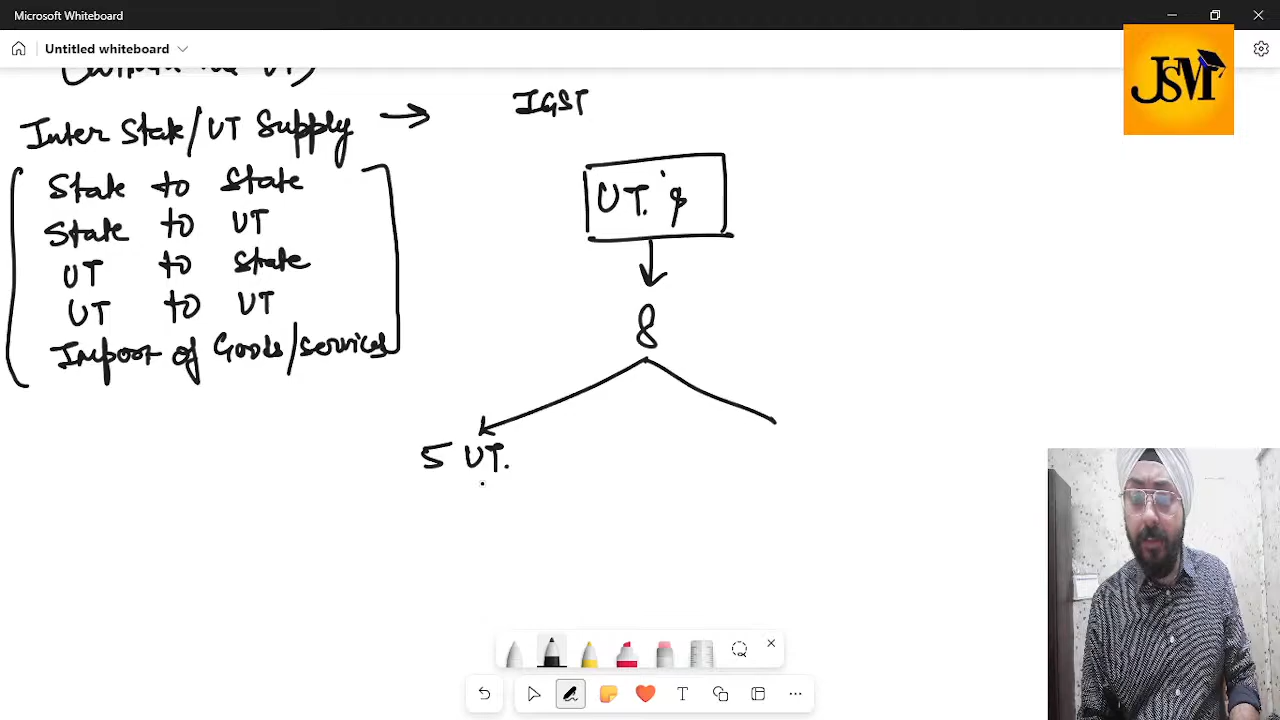 Microsoft Whiteboard
Untitled whiteboard
JSM
Inter State/UT Supply → IGST
State to State
State to UT
UT to State
UT to UT
Import of Goods/services
UT.'s
8
5 UT.